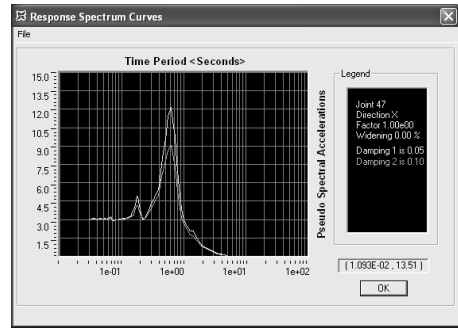 Response Spectrum Curves
File
Time Period <Seconds>
15.0
13.5
12.0
10.5
9.0
7.5
6.0
4.5
3.0
1.5
1e-01
1e+00
1e+01
1e+02
Pseudo Spectral Accelerations
Legend
Joint 47
Direction X
Factor 1.00e00
Widening 0.00 %
Damping 1 is 0.05
Damping 2 is 0.10
(1.093E-02 , 13.51 )
OK